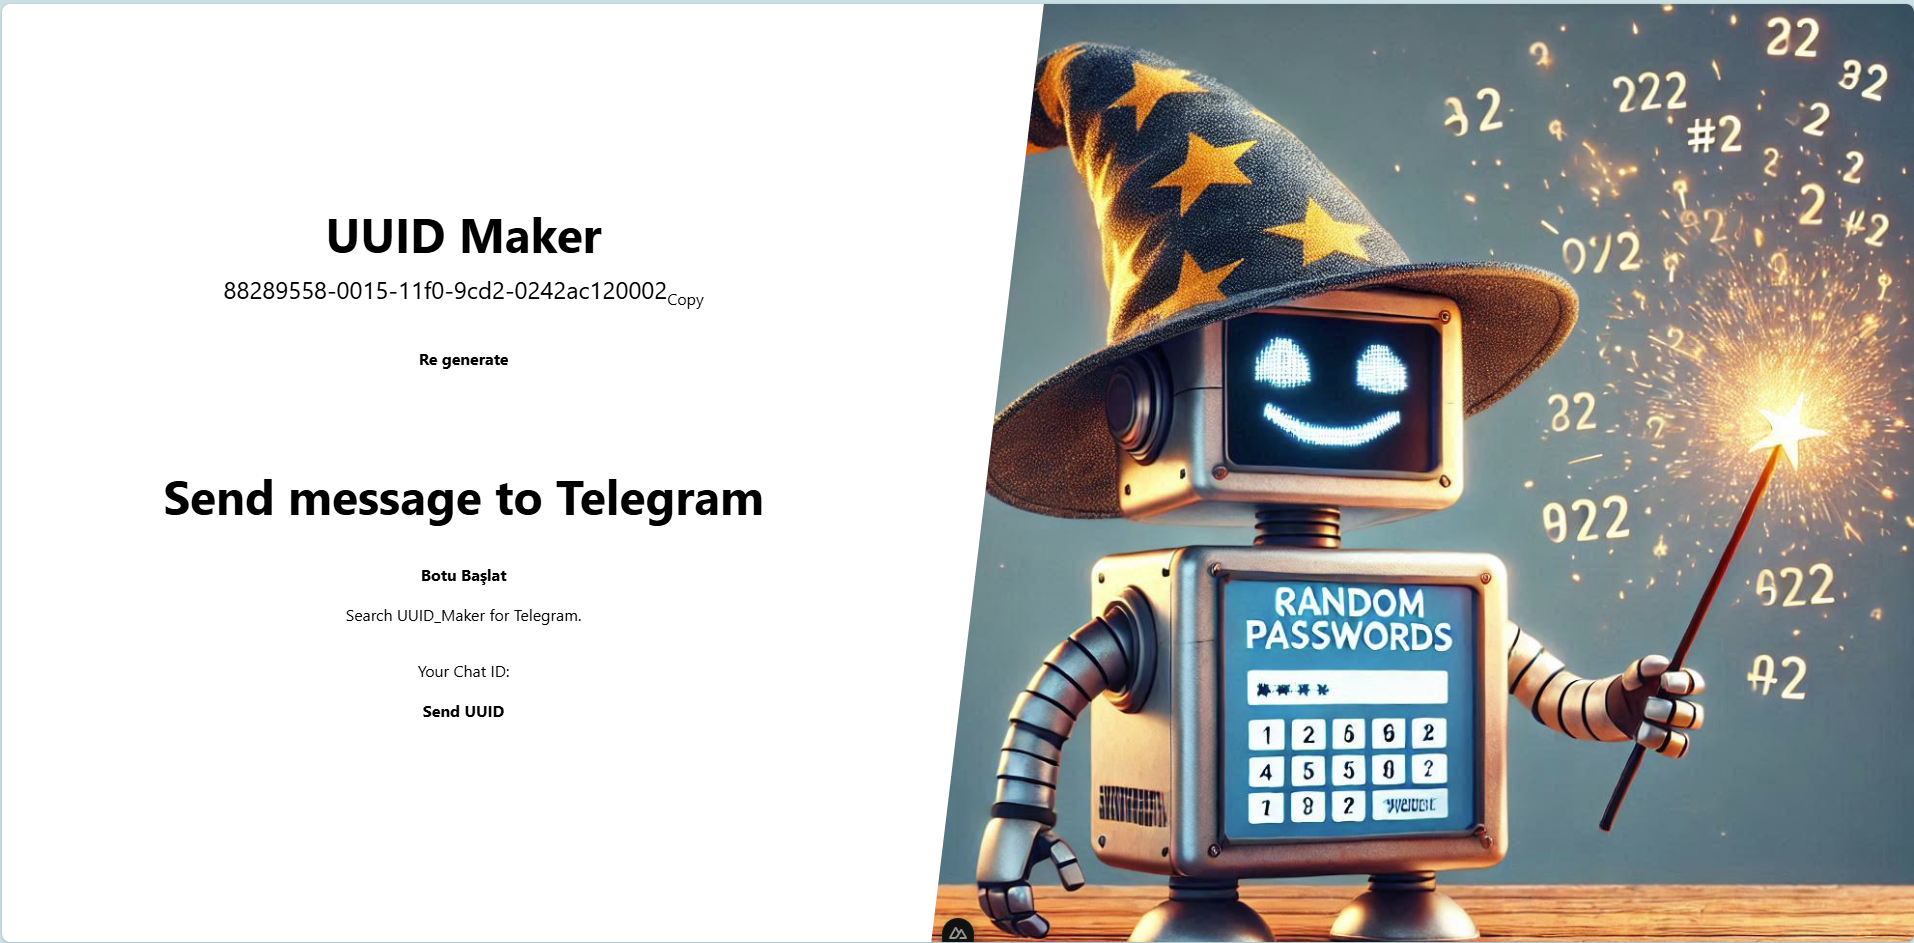 UUID Maker
88289558-0015-11f0-9cd2-0242ac120002Copy
Re generate
Send message to Telegram
Botu Başlat
Search UUID_Maker for Telegram.
Your Chat ID:
Send UUID
22
32
222
32
#2
2
2
2
2
#2
0%2
32
922
922
A2
RANDOM
PASSWORDS
1 2 6 6 2
4 5 5 0 2
1 8 2